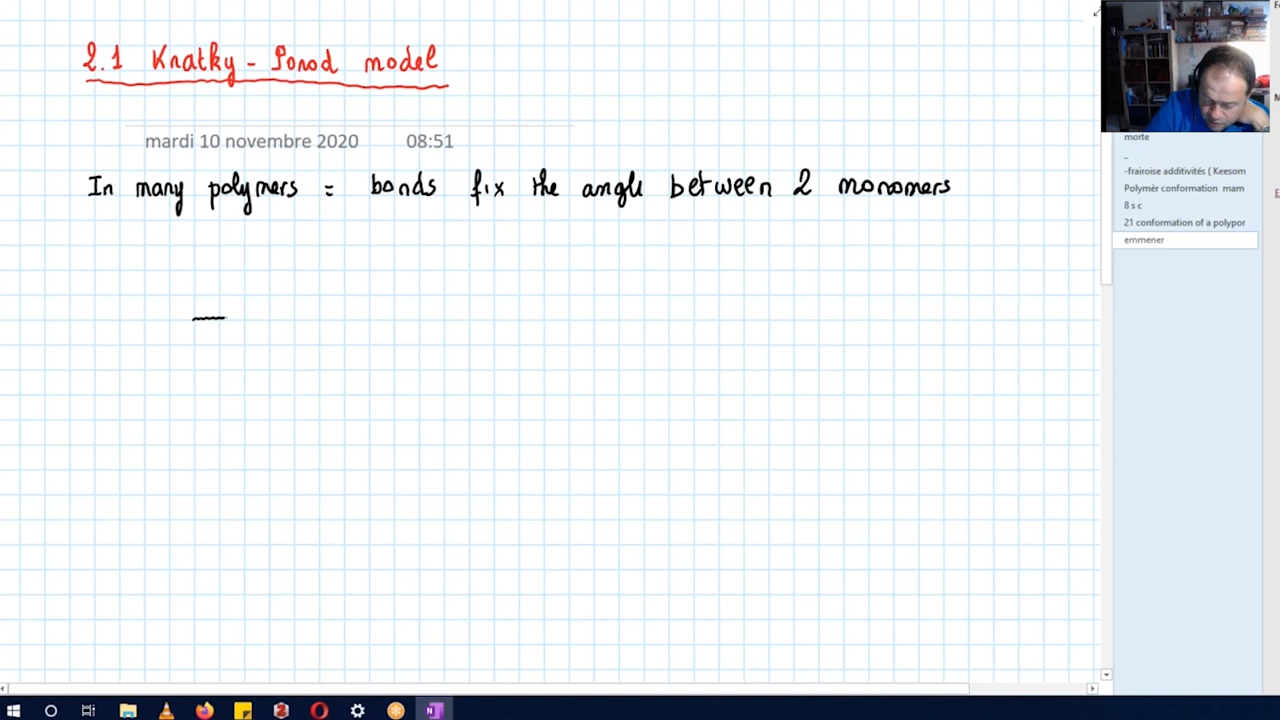 2.1 Kratky - Porod model
mardi 10 novembre 2020 08:51
In many polymers = bonds fix the angle between 2 monomers
morte
-frairoise additivités ( Keesom
Polymèr conformation mam
8 s c
21 conformation of a polypor
emmener